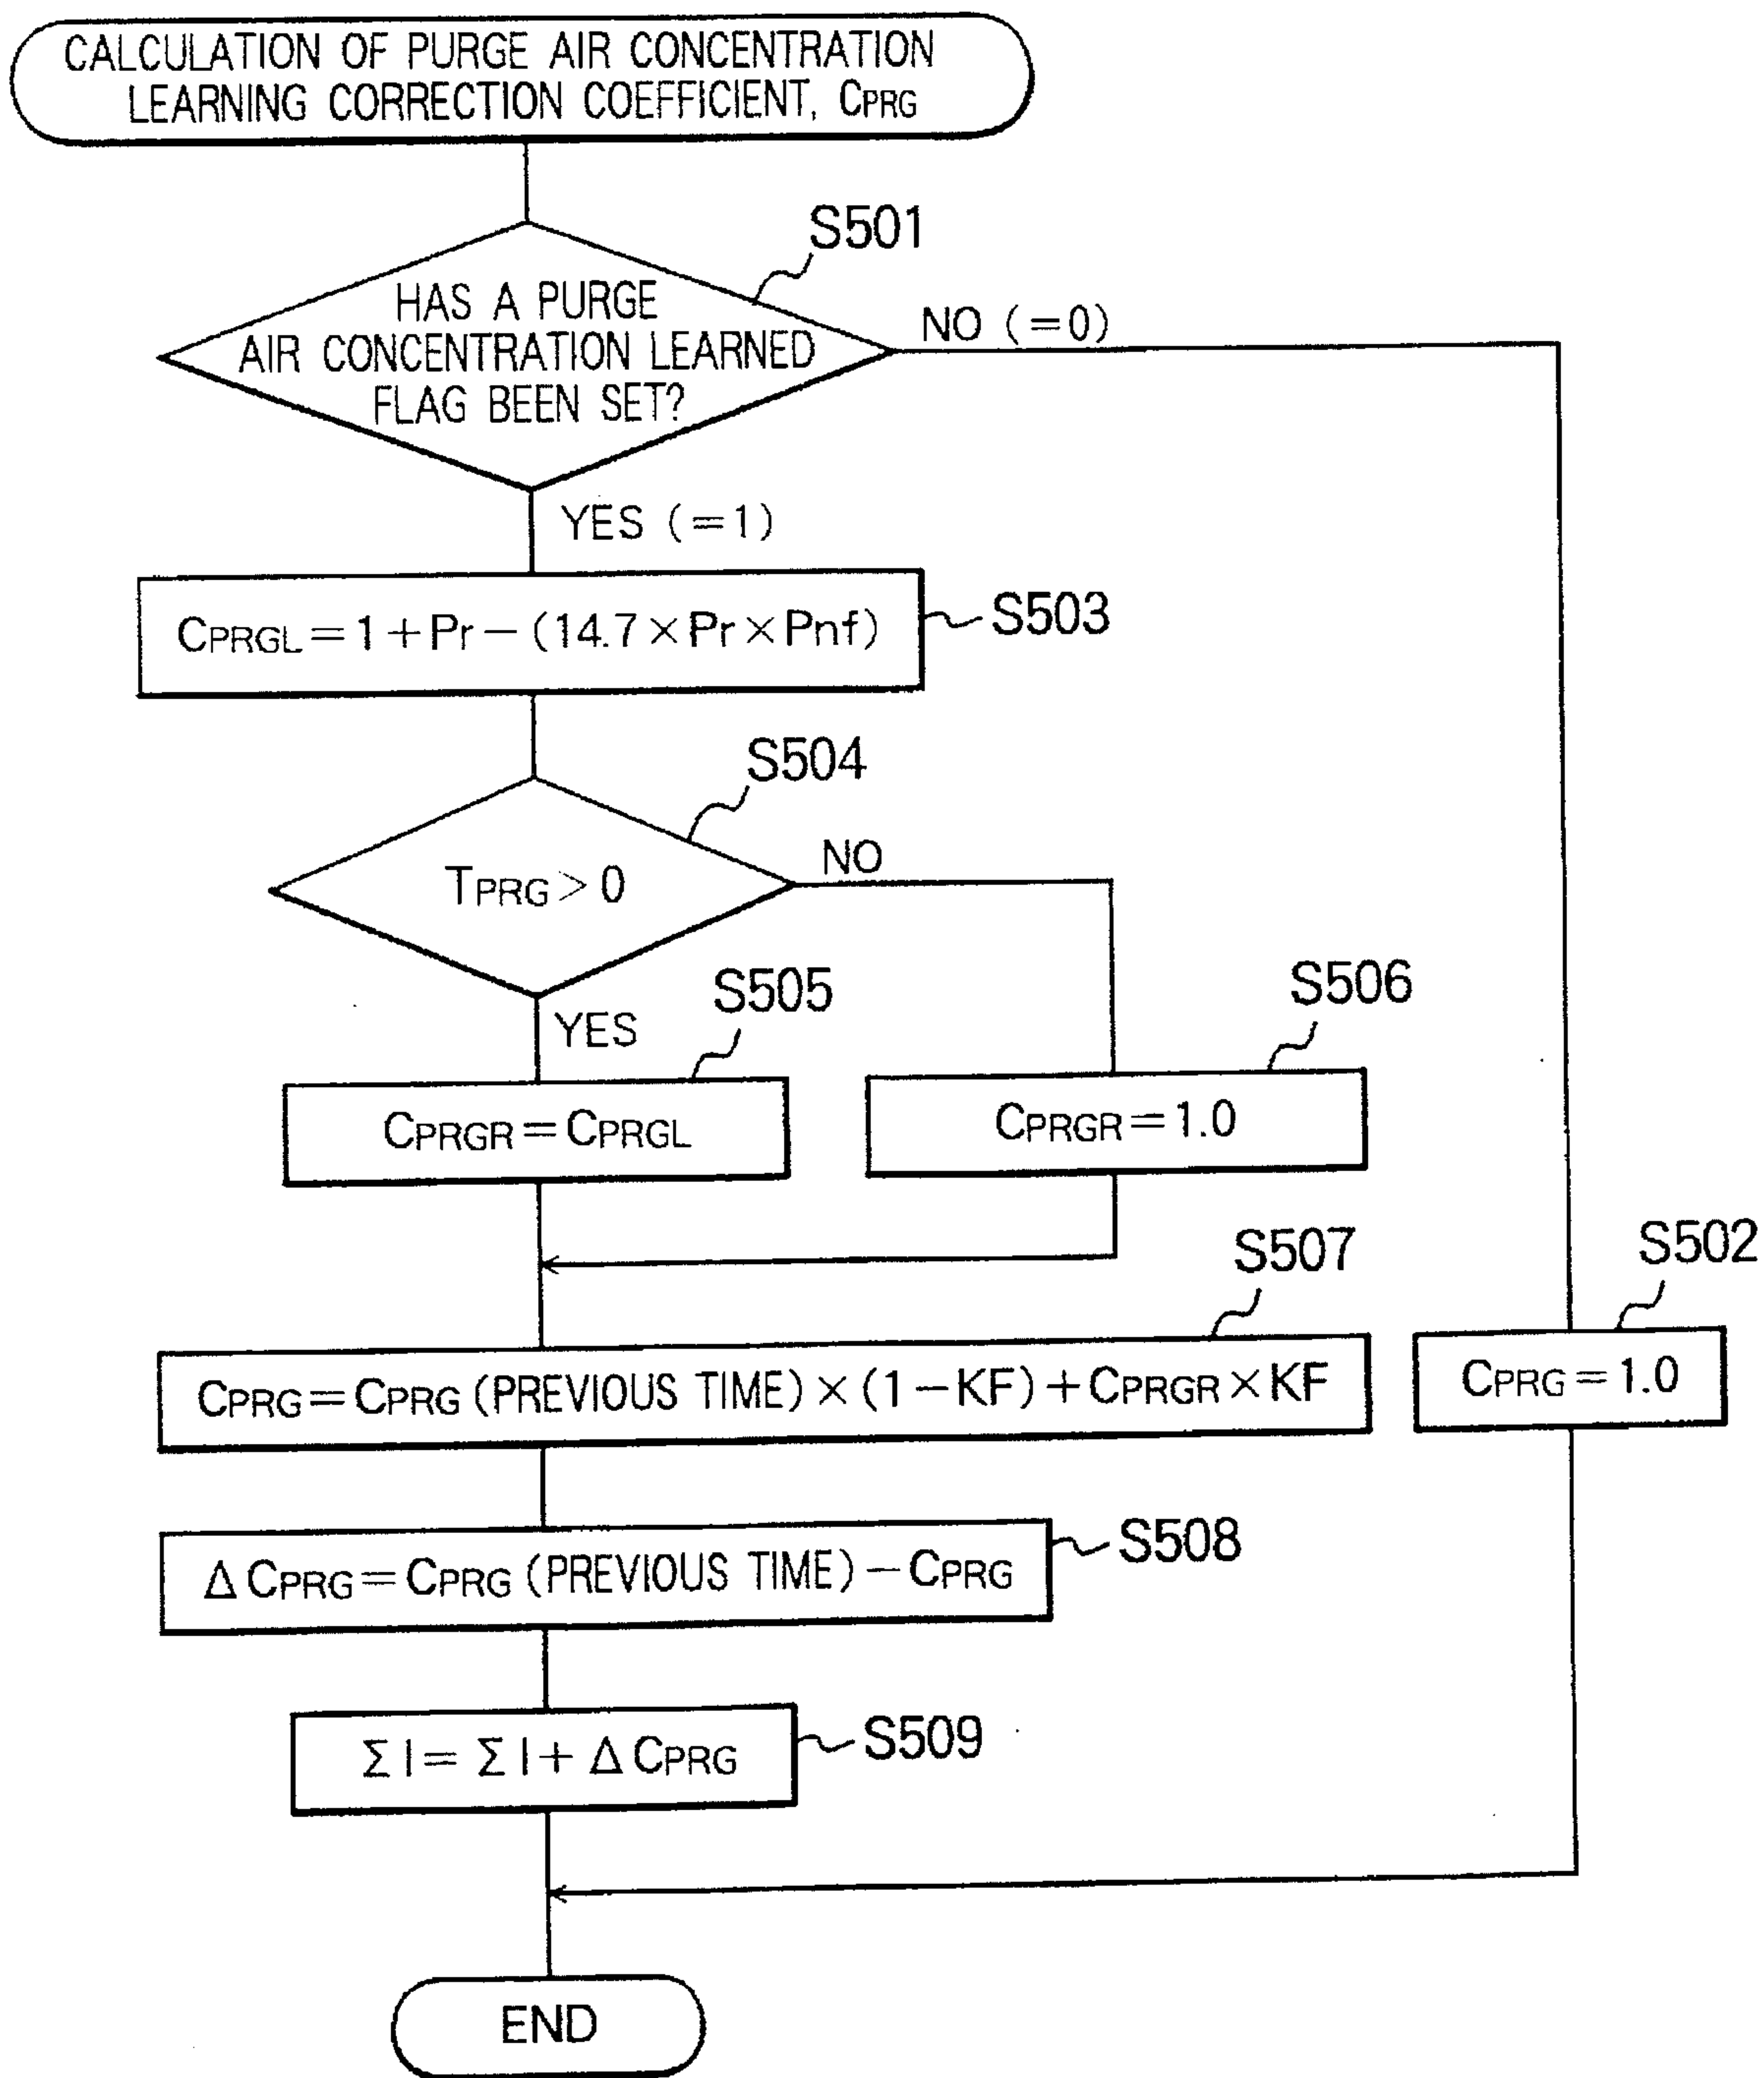 CALCULATION OF PURGE AIR CONCENTRATION
LEARNING CORRECTION COEFFICIENT, CPRG
S501
HAS A PURGE
AIR CONCENTRATION LEARNED
FLAG BEEN SET?
NO (=0)
YES (=1)
CPRGL=1+Pr-(14.7×Pr×Pnf)
S503
S504
TPRG>0
NO
YES
S505
S506
CPRGR=CPRGL
CPRGR=1.0
S507
S502
CPRG=CPRG (PREVIOUS TIME)×(1-KF)+CPRGR×KF
CPRG=1.0
ΔCPRG=CPRG (PREVIOUS TIME)-CPRG
S508
ΣI=ΣI+ΔCPRG
S509
END